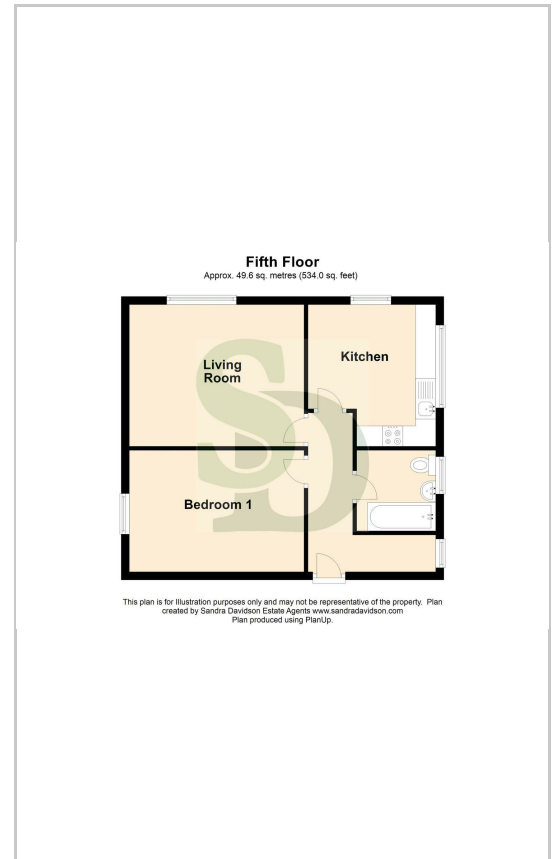 Fifth Floor
Approx. 49.6 sq. metres (534.0 sq. feet)
Living
Room
Kitchen
Bedroom 1
SD
This plan is for Illustration purposes only and may not be representative of the property. Plan
created by Sandra Davidson Estate Agents www.sandradavidson.com
Plan produced using PlanUp.